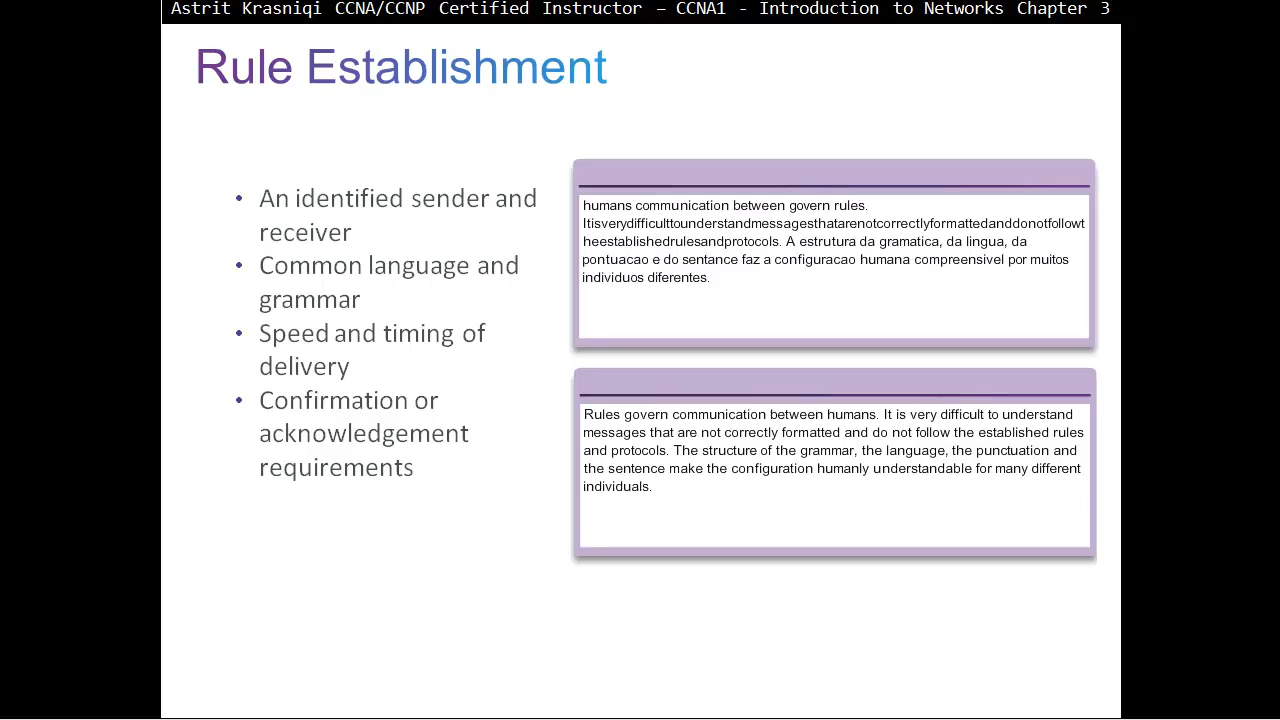 Astrit Krasniqi CCNA/CCNP Certified Instructor – CCNA1 - Introduction to Networks Chapter 3
Rule Establishment
• An identified sender and
receiver
• Common language and
grammar
• Speed and timing of
delivery
• Confirmation or
acknowledgement
requirements
humans communication between govern rules.
Itisverydifficulttounderstandmessagesthatarenotcorrectlyformattedanddonotfollowt
heestablishedrulesandprotocols. A estrutura da gramatica, da lingua, da
pontuacao e do sentance faz a configuracao humana compreensivel por muitos
individuos diferentes.
Rules govern communication between humans. It is very difficult to understand
messages that are not correctly formatted and do not follow the established rules
and protocols. The structure of the grammar, the language, the punctuation and
the sentence make the configuration humanly understandable for many different
individuals.